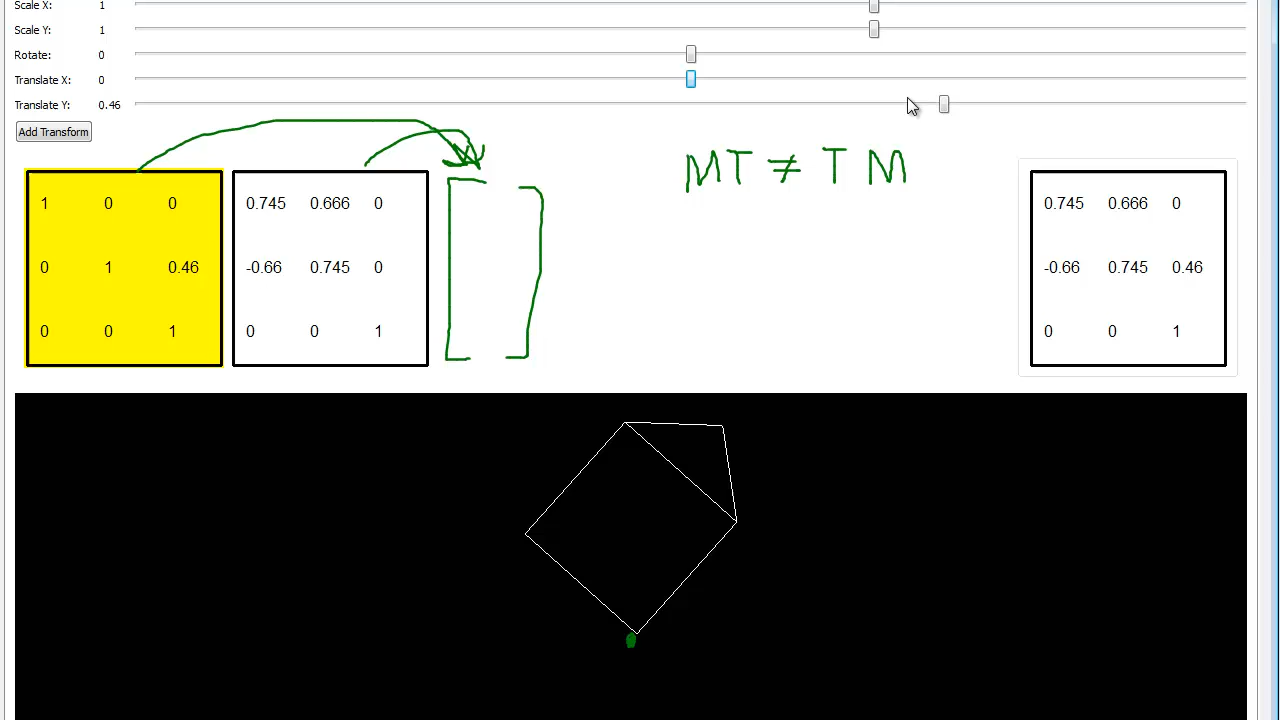 Scale X: 1
Scale Y: 1
Rotate: 0
Translate X: 0
Translate Y: 0.46
Add Transform
MT ≠ TM
1 0 0
0 1 0.46
0 0 1
0.745 0.666 0
-0.66 0.745 0
0 0 1
0.745 0.666 0
-0.66 0.745 0.46
0 0 1